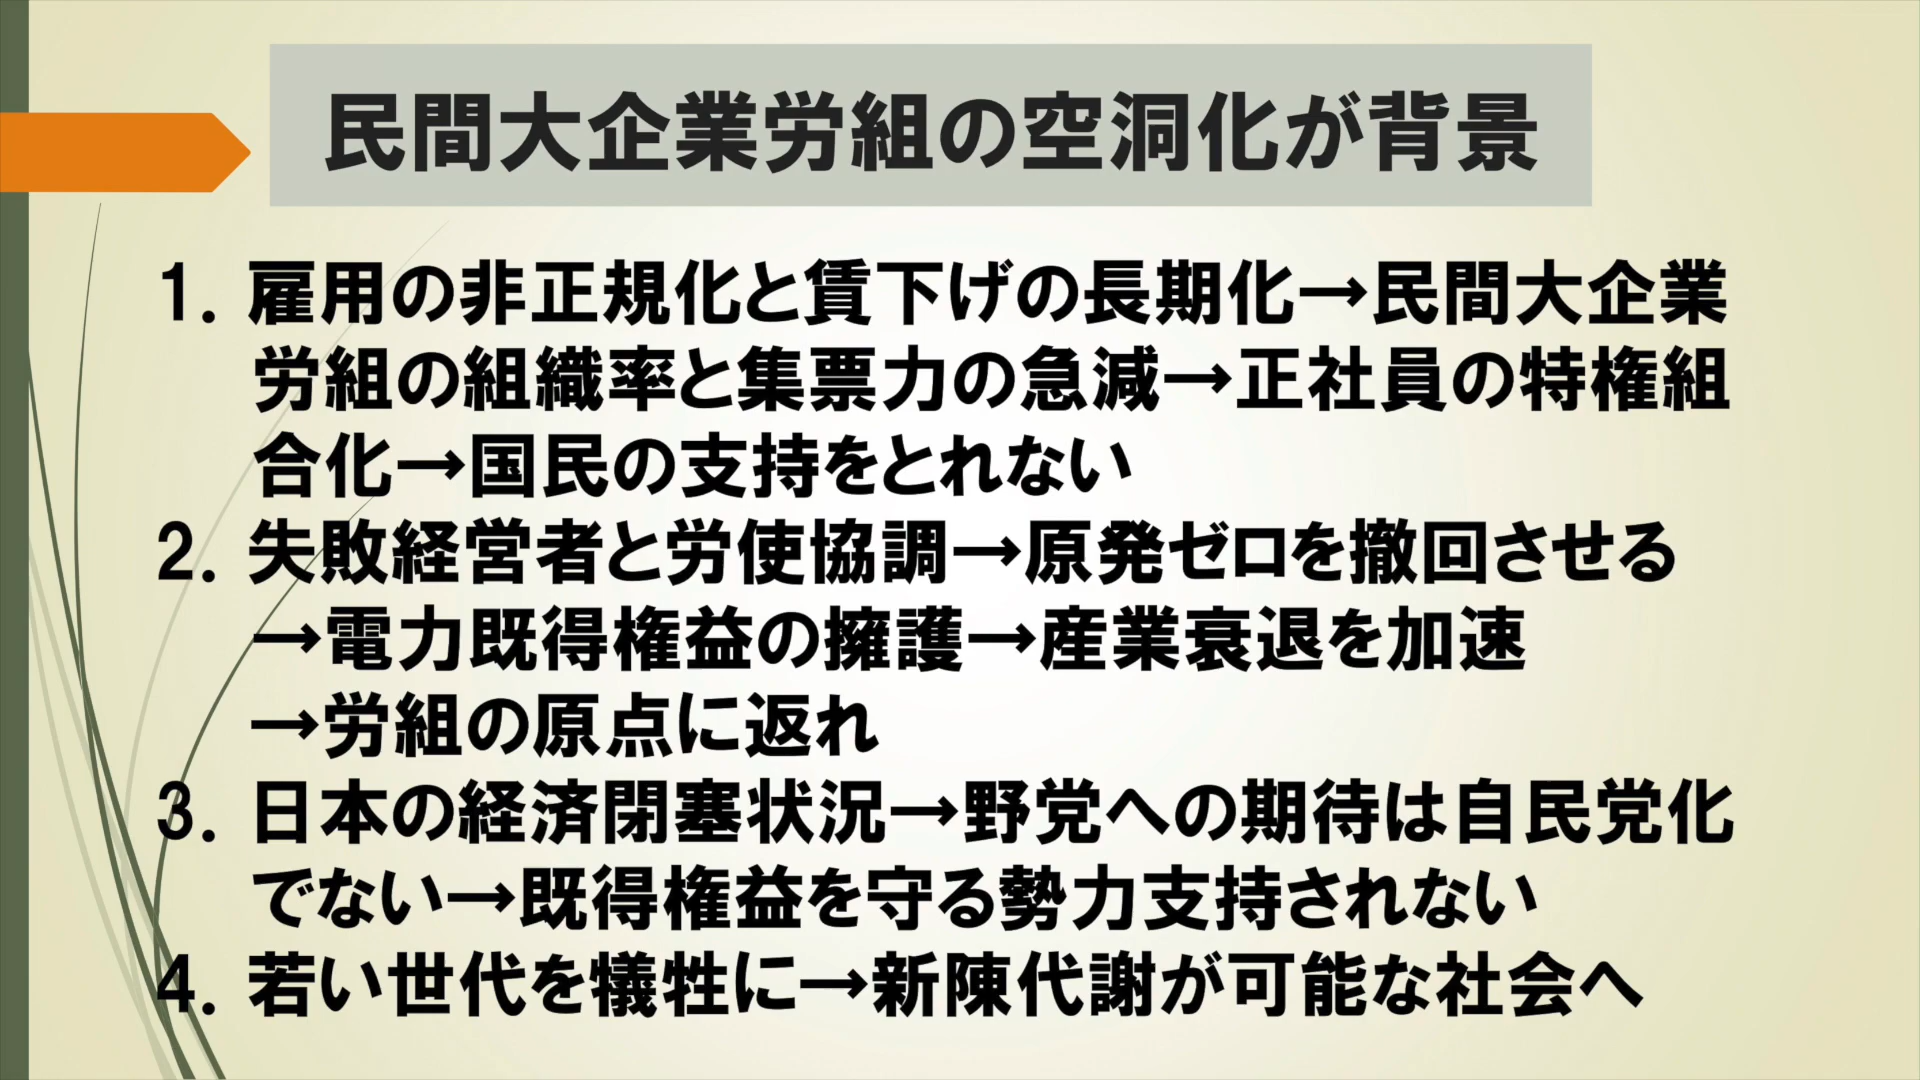 民間大企業労組の空洞化が背景
1. 雇用の非正規化と賃下げの長期化→民間大企業
労組の組織率と集票力の急減→正社員の特権組
合化→国民の支持をとれない
2. 失敗経営者と労使協調→原発ゼロを撤回させる
→電力既得権益の擁護→産業衰退を加速
→労組の原点に返れ
3. 日本の経済閉塞状況→野党への期待は自民党化
でない→既得権益を守る勢力支持されない
4. 若い世代を犠牲に→新陳代謝が可能な社会へ